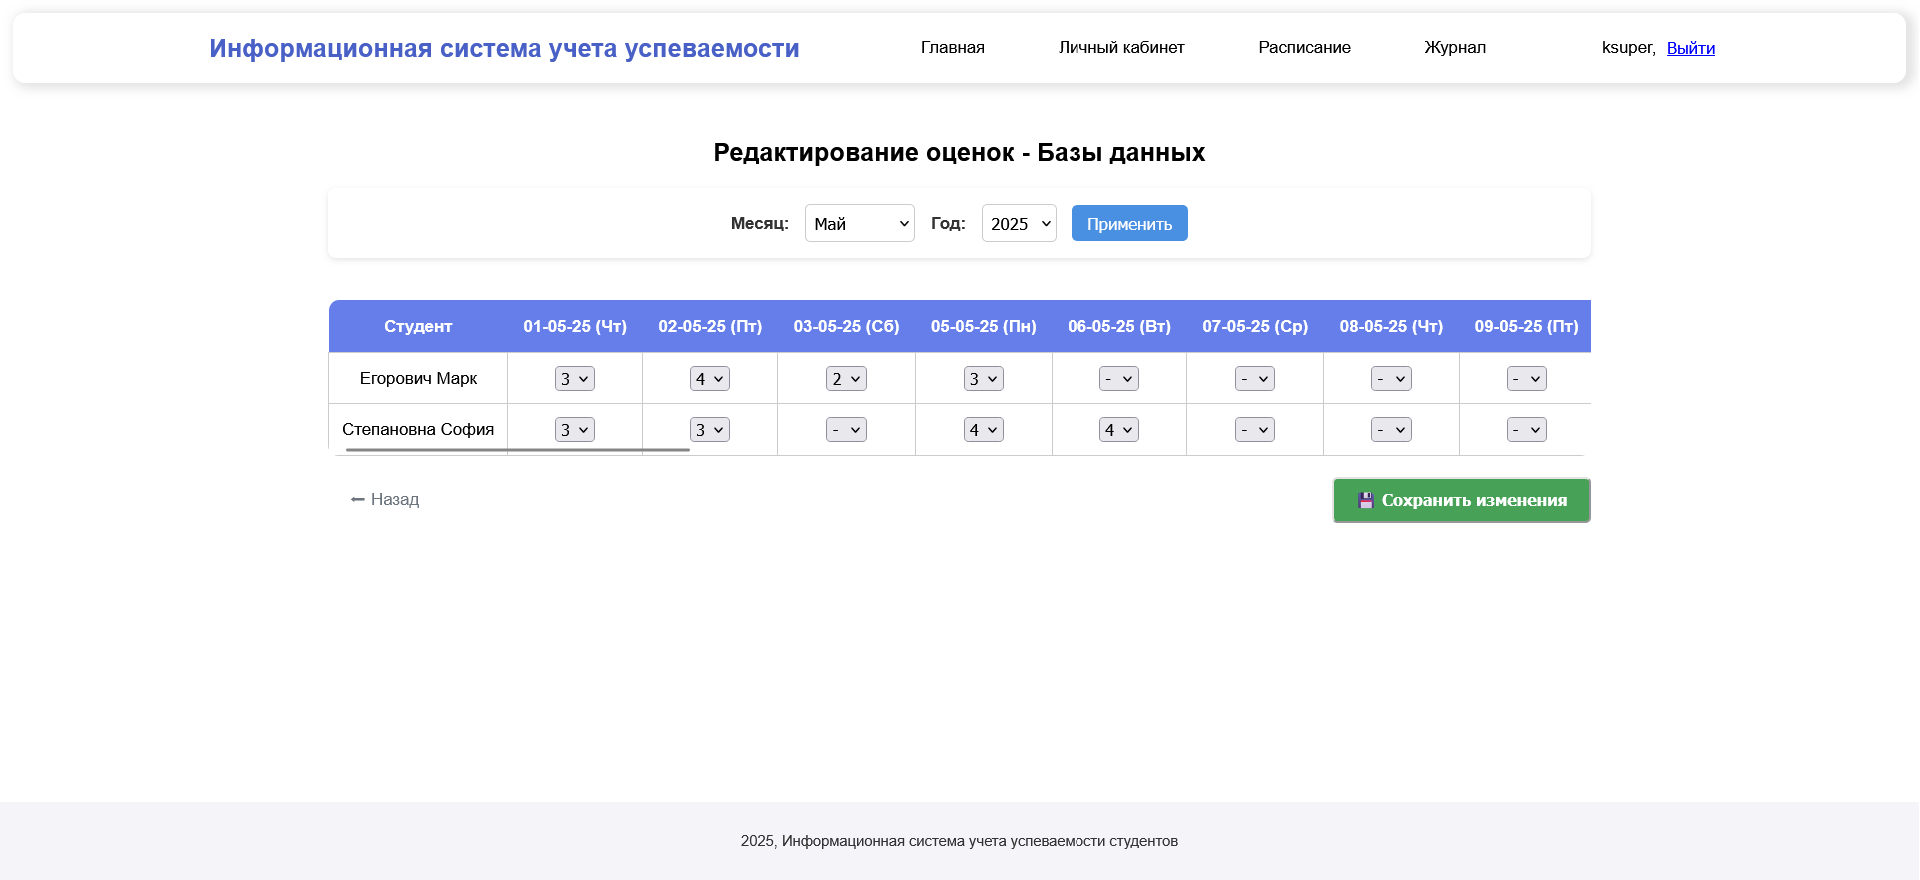 Информационная система учета успеваемости Главная Личный кабинет Расписание Журнал ksuper, Выйти
Редактирование оценок - Базы данных
Месяц: Май Год: 2025 Применить
Студент 01-05-25 (Чт) 02-05-25 (Пт) 03-05-25 (Сб) 05-05-25 (Пн) 06-05-25 (Вт) 07-05-25 (Ср) 08-05-25 (Чт) 09-05-25 (Пт)
Егорович Марк 3 4 2 3 - - - -
Степановна София 3 3 - 4 4 - - -
← Назад 💾 Сохранить изменения
2025, Информационная система учета успеваемости студентов